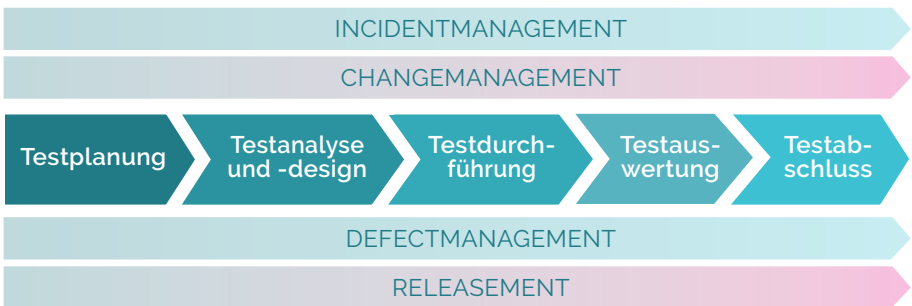 INCIDENTMANAGEMENT
CHANGEMANAGEMENT
Testplanung
Testanalyse
und -design
Testdurch-
führung
Testaus-
wertung
Testab-
schluss
DEFECTMANAGEMENT
RELEASEMENT